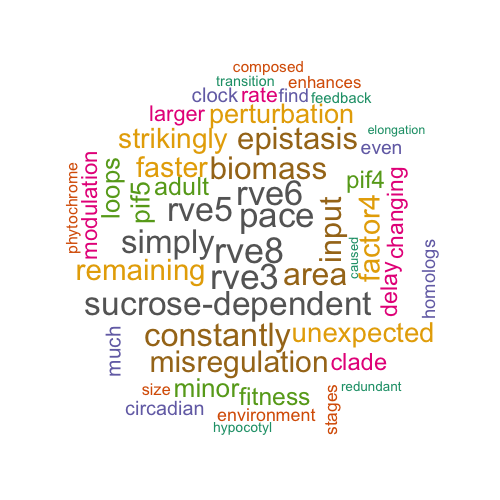 composed
transition
enhances
clock
rate
find
feedback
larger
perturbation
elongation
strikingly
epistasis
even
phytochrome
modulation
loops
faster
biomass
pif4
changing
pif5
adult
rve6
rve5
pace
input
factor4
simply
rve8
caused
delay
homologs
remaining
rve3
area
sucrose-dependent
much
constantly
unexpected
misregulation
clade
size
minor
fitness
stages
redundant
circadian
environment
hypocotyl